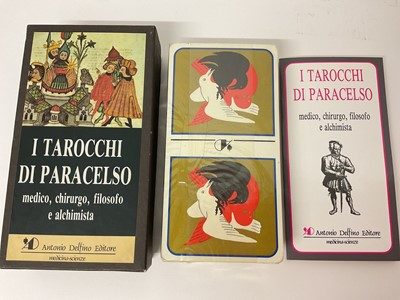 I TAROCCHI
DI PARACELSO
medico, chirurgo, filosofo
e alchimista
Antonio Delfino Editore
medicina-scienze
I TAROCCHI
DI PARACELSO
medico, chirurgo, filosofo
e alchimista
Antonio Delfino Editore
medicina-scienze